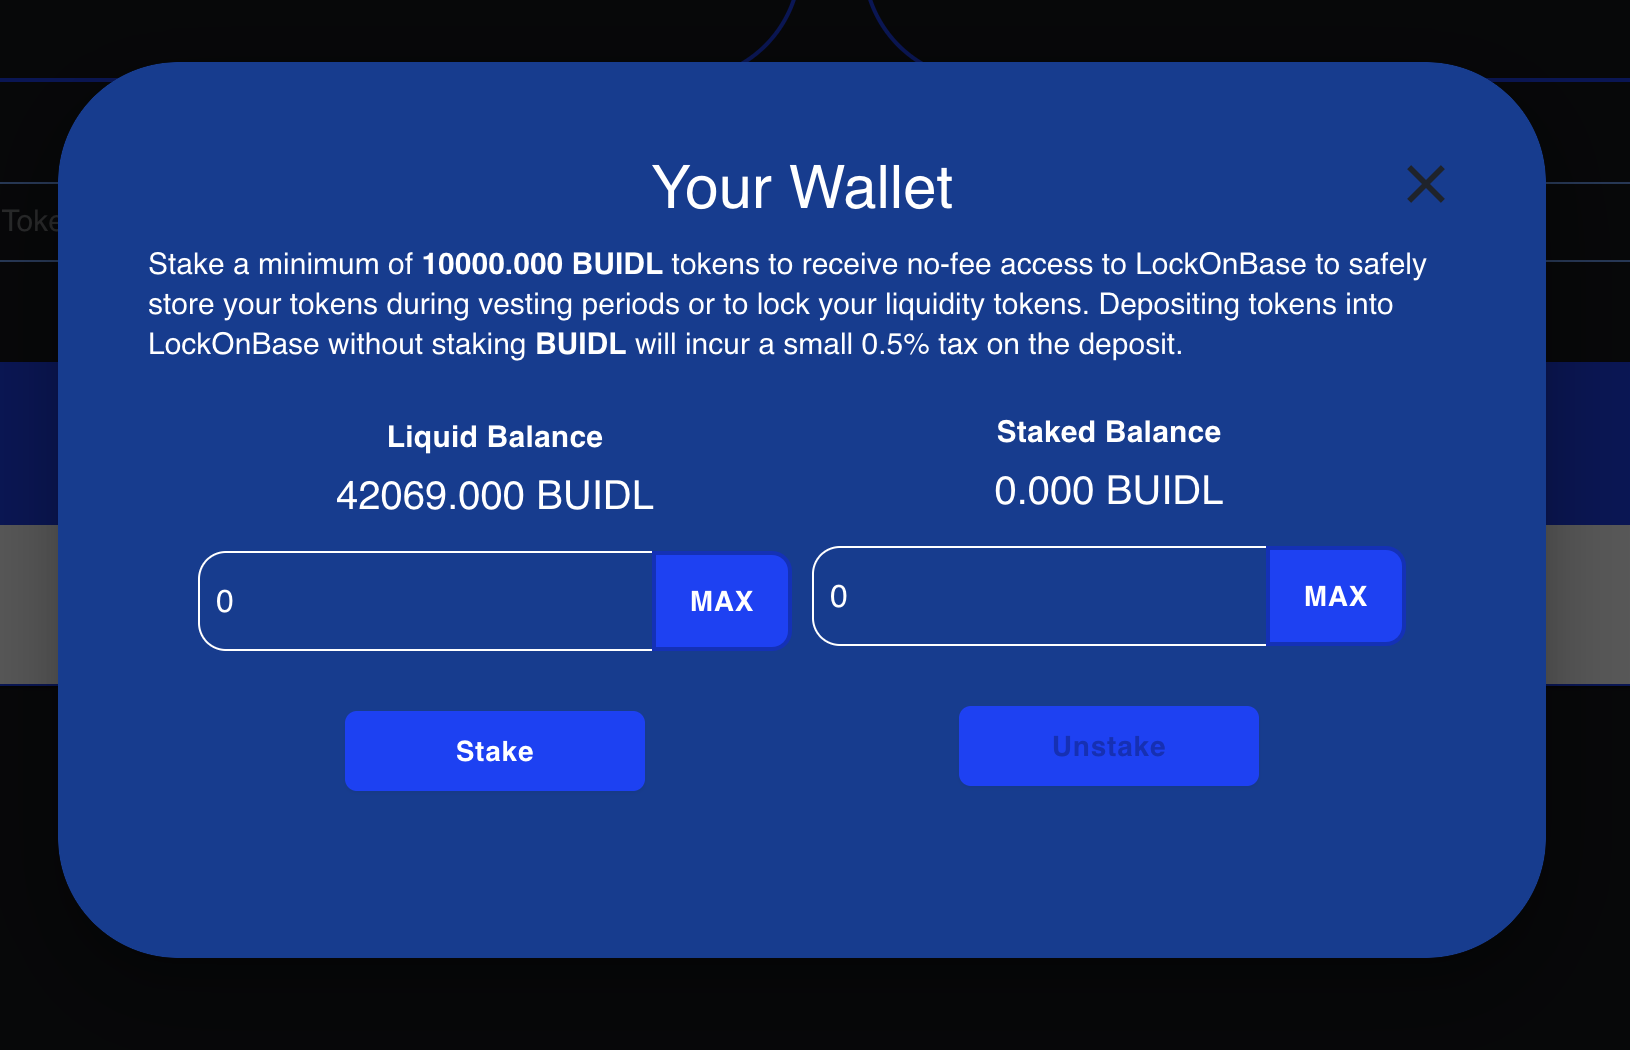 Your Wallet
Toke
Stake a minimum of 10000.000 BUIDL tokens to receive no-fee access to LockOnBase to safely
store your tokens during vesting periods or to lock your liquidity tokens. Depositing tokens into
LockOnBase without staking BUIDL will incur a small 0.5% tax on the deposit.
Liquid Balance
42069.000 BUIDL
0
MAX
Stake
Staked Balance
0.000 BUIDL
0
MAX
Unstake